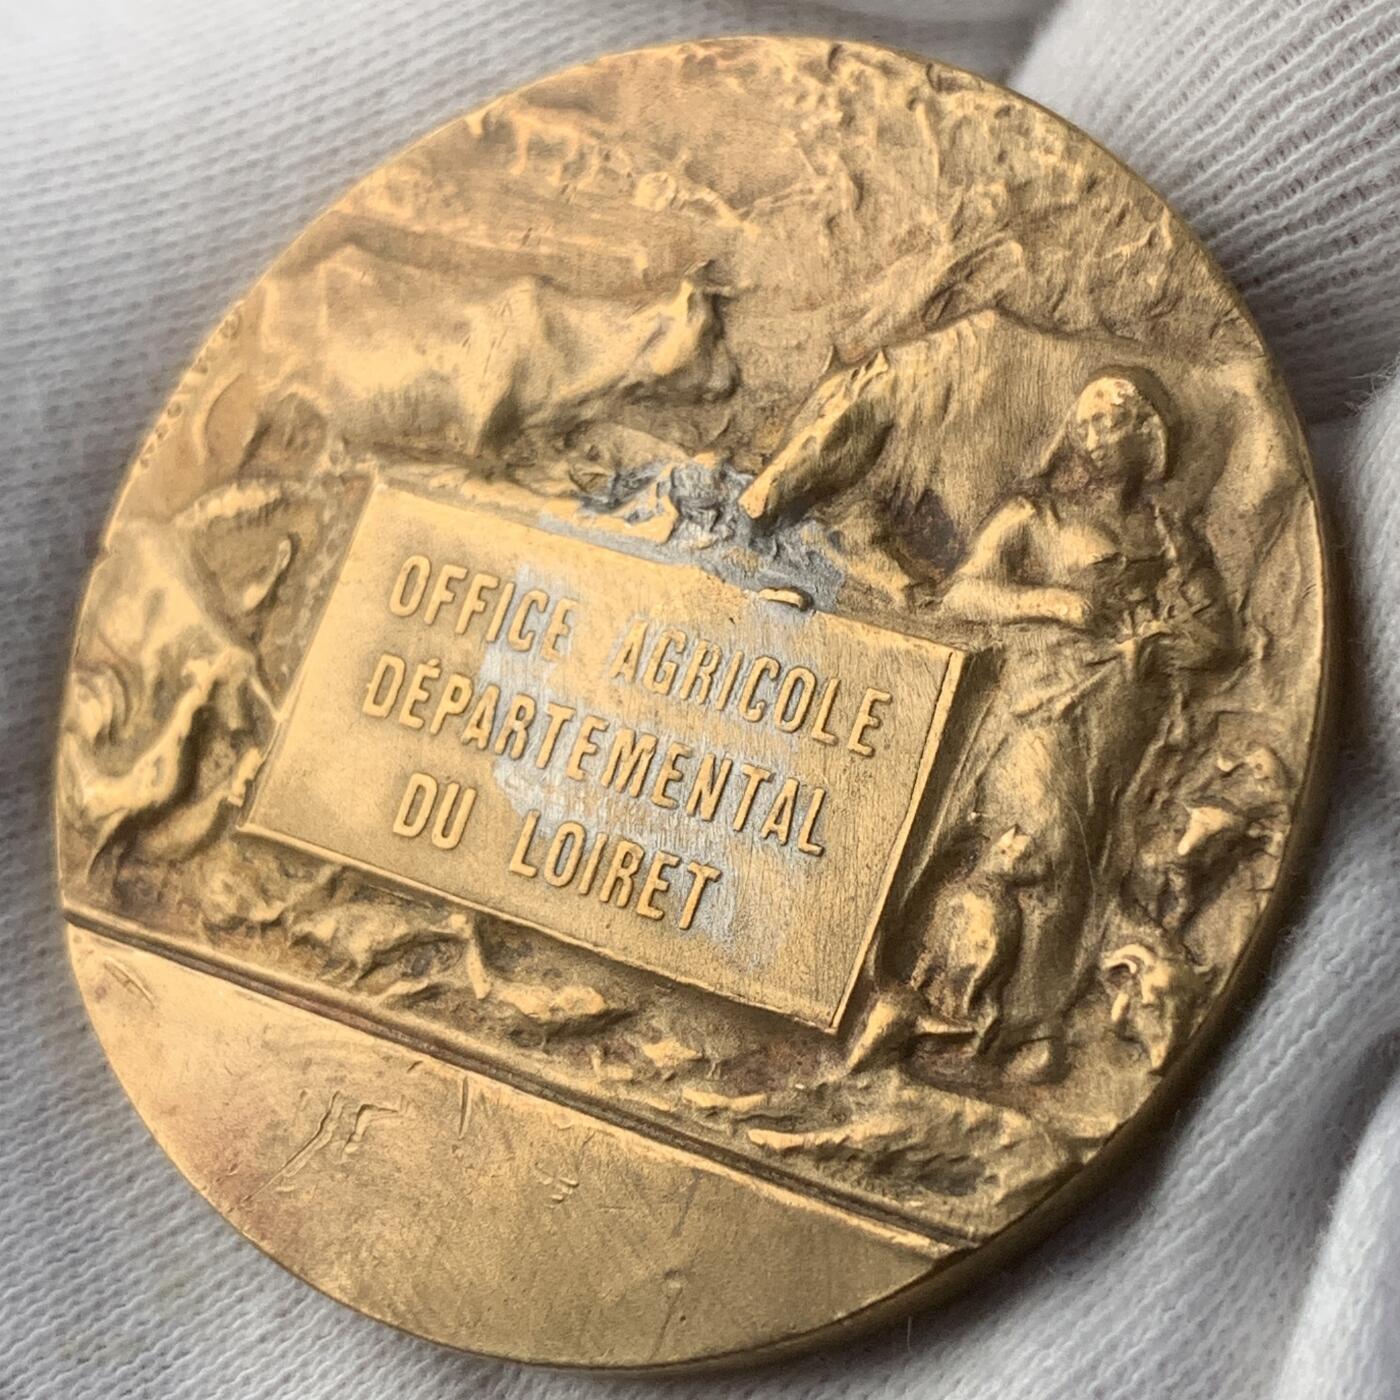 OFFICE AGRICOLE
DÉPARTEMENTAL
DU LOIRET